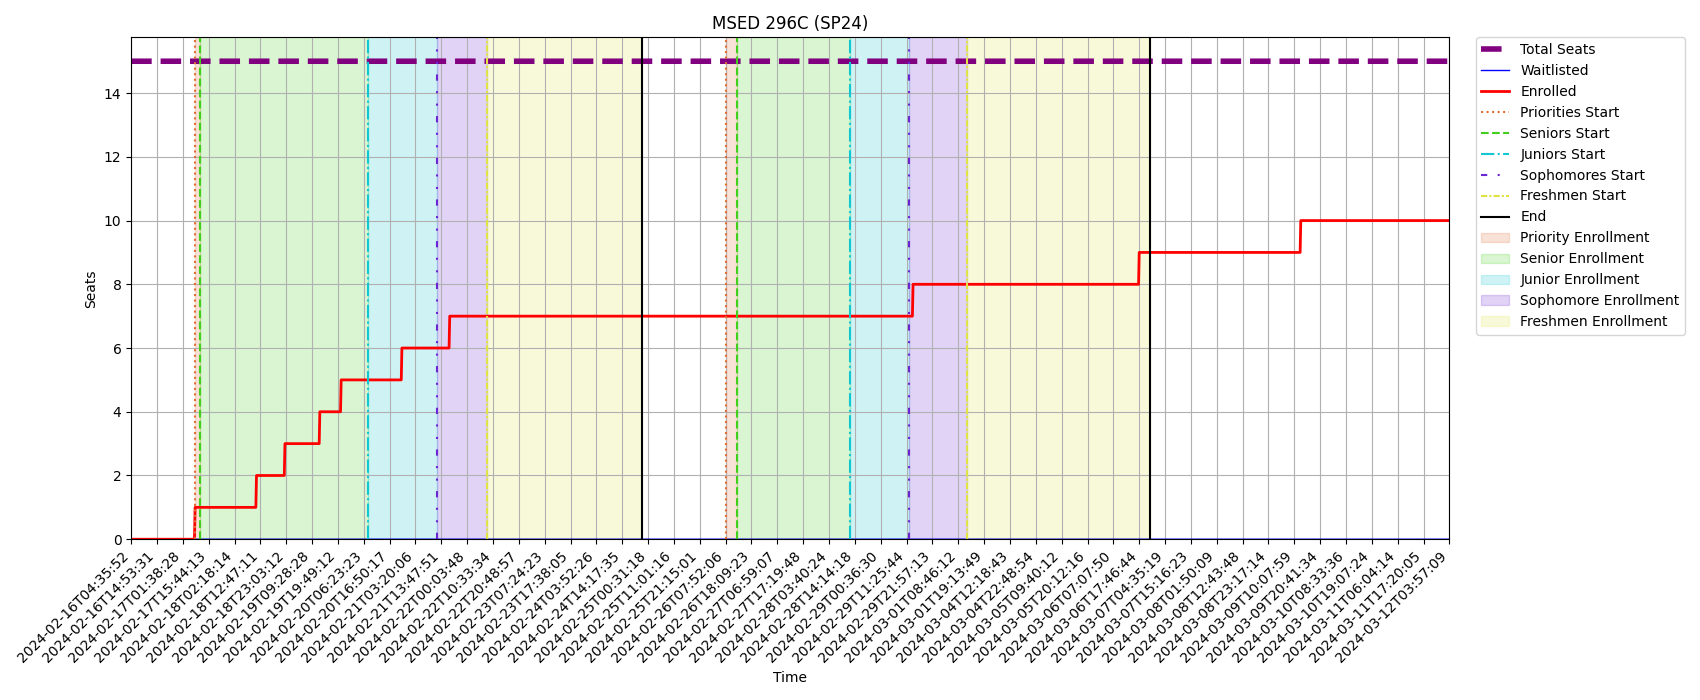 MSED 296C (SP24)
Seats
14
12
10
8
6
4
2
0
2024-02-16T04:35:52
2024-02-16T14:53:31
2024-02-17T01:38:28
2024-02-17T15:44:13
2024-02-18T02:18:14
2024-02-18T12:47:11
2024-02-18T23:03:12
2024-02-19T09:28:28
2024-02-19T19:49:12
2024-02-20T06:23:23
2024-02-20T16:50:17
2024-02-21T03:20:06
2024-02-21T13:47:51
2024-02-22T00:03:48
2024-02-22T10:33:34
2024-02-22T20:48:57
2024-02-23T07:24:23
2024-02-23T17:38:05
2024-02-24T03:52:26
2024-02-24T14:17:35
2024-02-25T00:31:18
2024-02-25T11:01:16
2024-02-25T21:15:01
2024-02-26T07:52:06
2024-02-26T18:09:23
2024-02-27T06:59:07
2024-02-27T17:19:48
2024-02-28T03:40:24
2024-02-28T14:14:18
2024-02-29T00:36:30
2024-02-29T11:25:44
2024-02-29T21:57:13
2024-03-01T08:46:12
2024-03-01T19:13:49
2024-03-04T12:18:43
2024-03-04T22:48:54
2024-03-05T09:40:12
2024-03-05T20:12:16
2024-03-06T07:07:50
2024-03-06T17:46:44
2024-03-07T04:35:19
2024-03-07T15:16:23
2024-03-08T01:50:09
2024-03-08T12:43:48
2024-03-08T23:17:14
2024-03-09T10:07:59
2024-03-09T20:41:34
2024-03-10T08:33:36
2024-03-10T19:07:24
2024-03-11T06:04:14
2024-03-11T17:20:05
2024-03-12T03:57:09
Time
Total Seats
Waitlisted
Enrolled
Priorities Start
Seniors Start
Juniors Start
Sophomores Start
Freshmen Start
End
Priority Enrollment
Senior Enrollment
Junior Enrollment
Sophomore Enrollment
Freshmen Enrollment